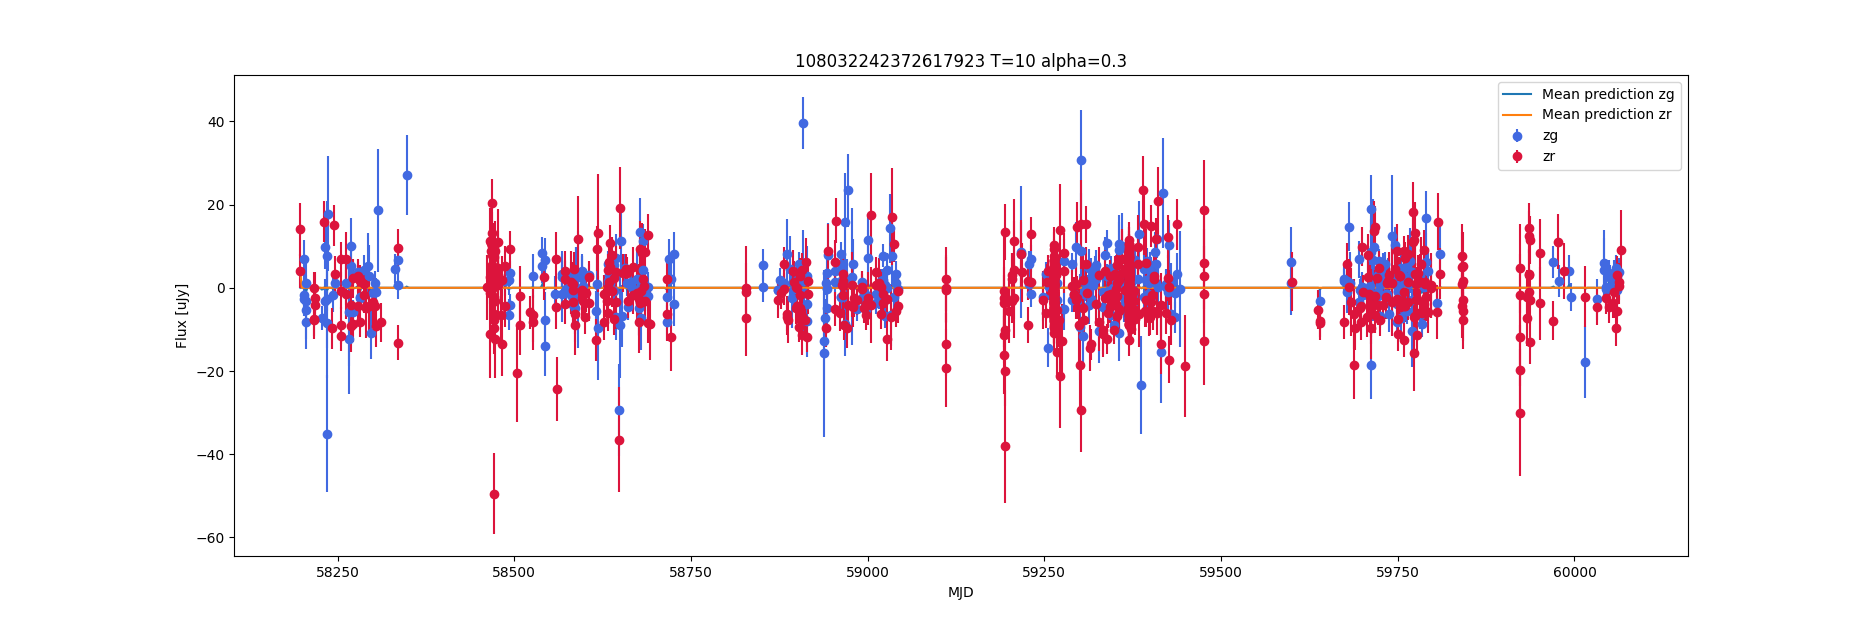 108032242372617923 T=10 alpha=0.3
Mean prediction zg
Mean prediction zr
zg
zr
Flux [uJy]
40
20
0
−20
−40
−60
58250
58500
58750
59000
59250
59500
59750
60000
MJD